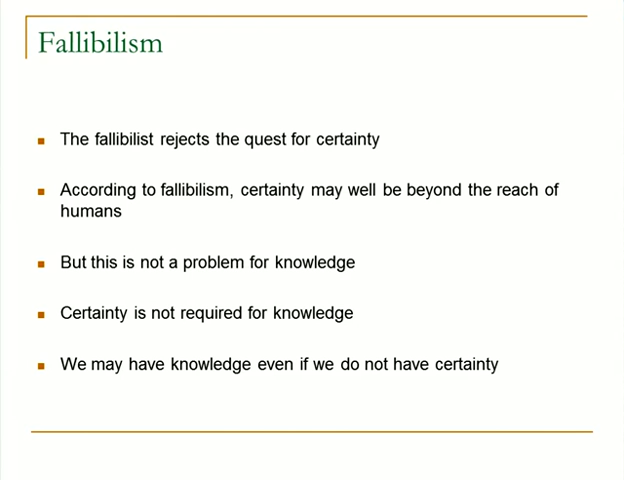 Fallibilism
The fallibilist rejects the quest for certainty
According to fallibilism, certainty may well be beyond the reach of
humans
But this is not a problem for knowledge
Certainty is not required for knowledge
We may have knowledge even if we do not have certainty